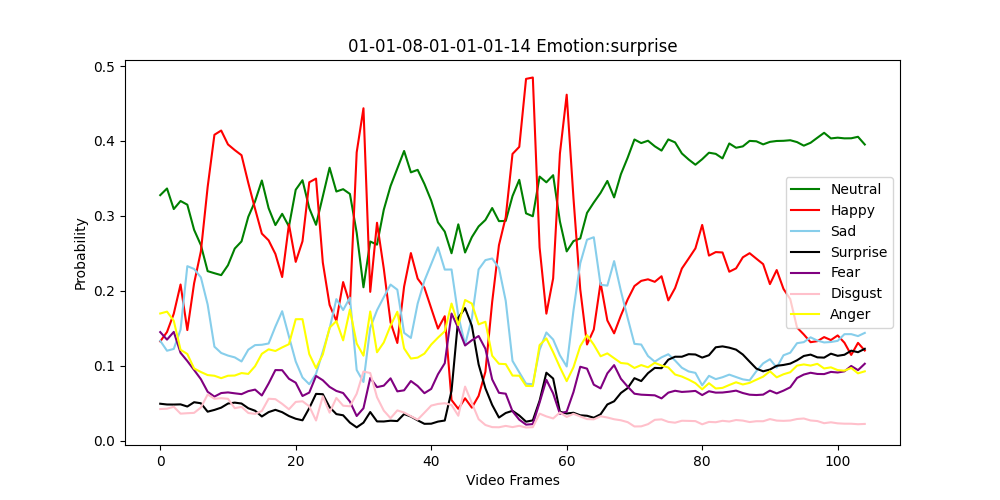 01-01-08-01-01-01-14 Emotion:surprise
Probability
0.5
0.4
0.3
0.2
0.1
0.0
0 20 40 60 80 100
Video Frames
Neutral
Happy
Sad
Surprise
Fear
Disgust
Anger